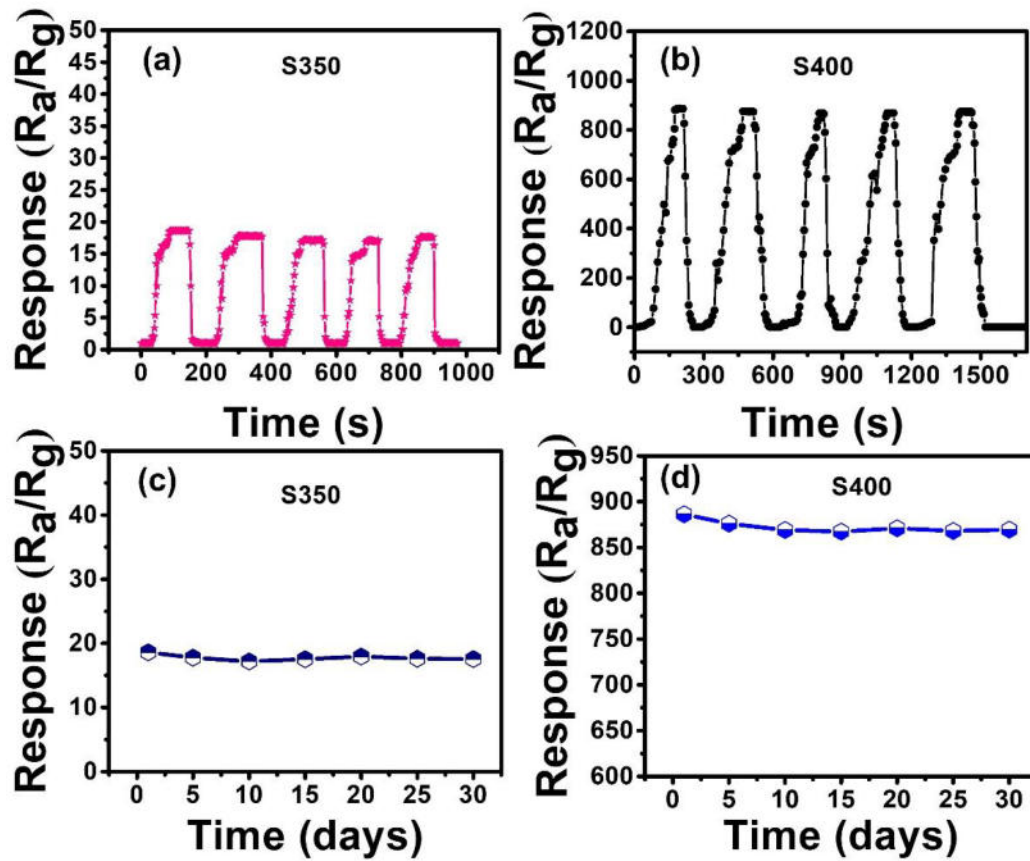 (a)
S350
Response (Ra/Rg)
50
45
40
35
30
25
20
15
10
5
0
0 200 400 600 800 1000
Time (s)
(b)
S400
Response (Ra/Rg)
1200
1000
800
600
400
200
0
0 300 600 900 1200 1500
Time (s)
(c)
S350
Response (Ra/Rg)
50
40
30
20
10
0
0 5 10 15 20 25 30
Time (days)
(d)
S400
Response (Ra/Rg)
950
900
850
800
750
700
650
600
0 5 10 15 20 25 30
Time (days)